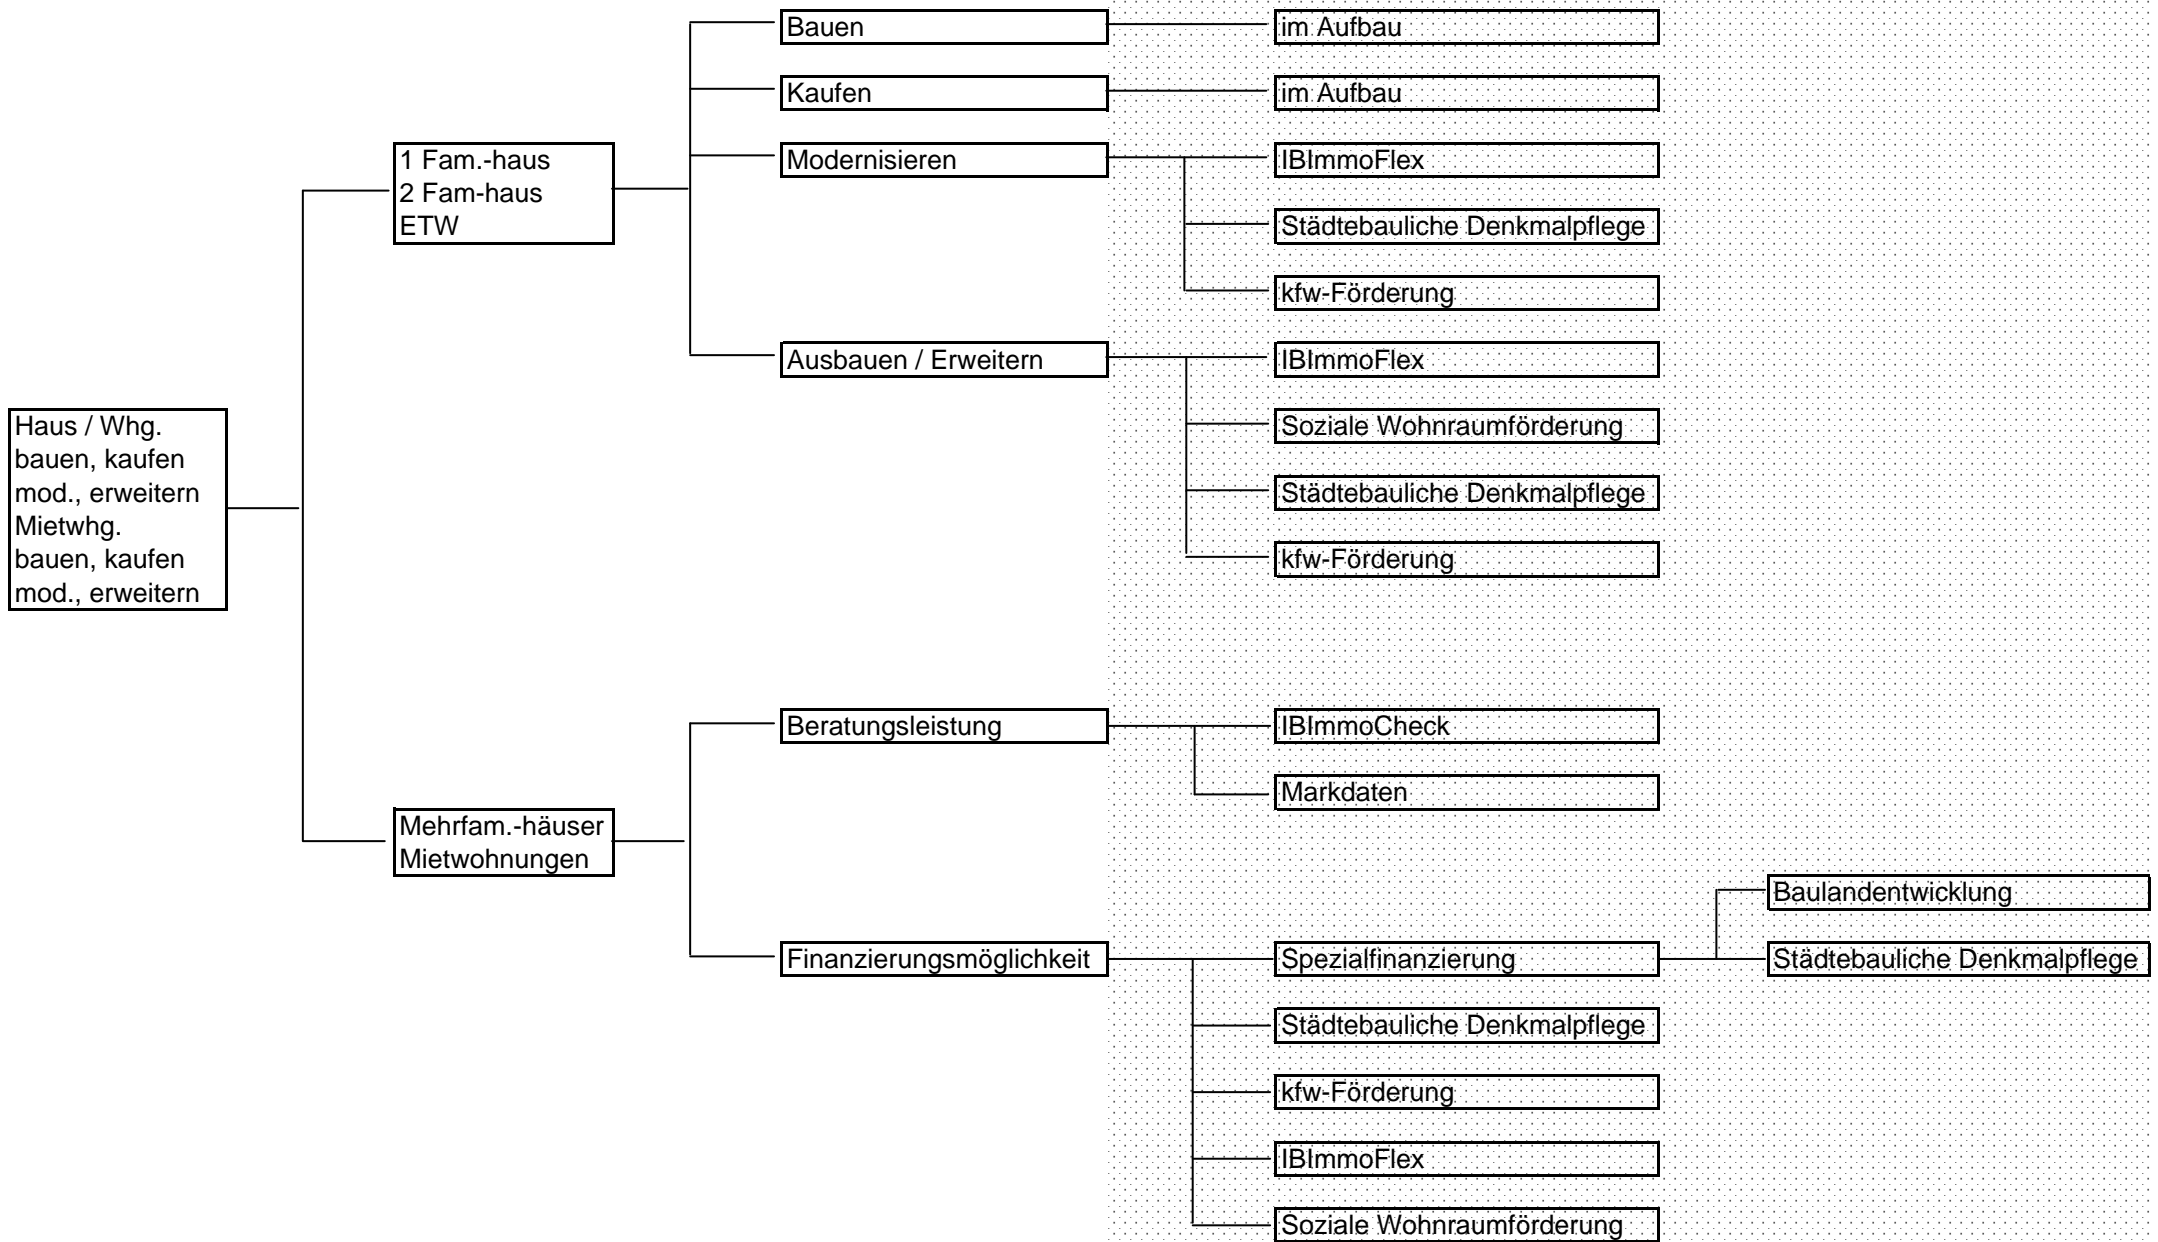 Bauen
im Aufbau
Kaufen
im Aufbau
1 Fam.-haus
2 Fam-haus
ETW
Modernisieren
IBImmoFlex
Städtebauliche Denkmalpflege
kfw-Förderung
Ausbauen / Erweitern
IBImmoFlex
Soziale Wohnraumförderung
Städtebauliche Denkmalpflege
kfw-Förderung
Haus / Whg.
bauen, kaufen
mod., erweitern
Mietwhg.
bauen, kaufen
mod., erweitern
Beratungsleistung
IBImmoCheck
Markdaten
Mehrfam.-häuser
Mietwohnungen
Baulandentwicklung
Finanzierungsmöglichkeit
Spezialfinanzierung
Städtebauliche Denkmalpflege
Städtebauliche Denkmalpflege
kfw-Förderung
IBImmoFlex
Soziale Wohnraumförderung